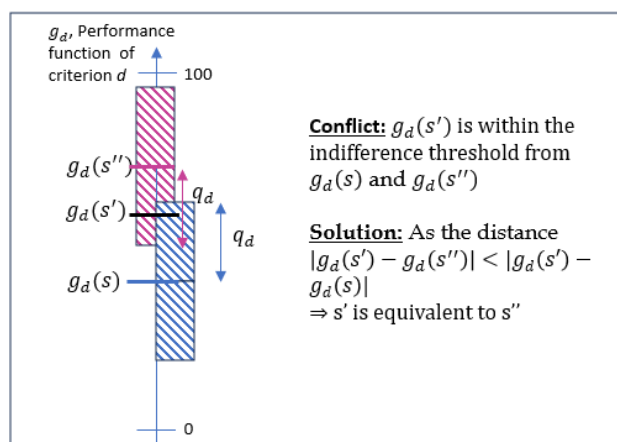 g_d, Performance
function of
criterion d
100
g_d(s′′)
q_d
g_d(s′)
q_d
g_d(s)
0
Conflict: g_d(s′) is within the
indifference threshold from
g_d(s) and g_d(s′′)
Solution: As the distance
|g_d(s′) − g_d(s′′)| < |g_d(s′) −
g_d(s)|
⇒ s’ is equivalent to s’’